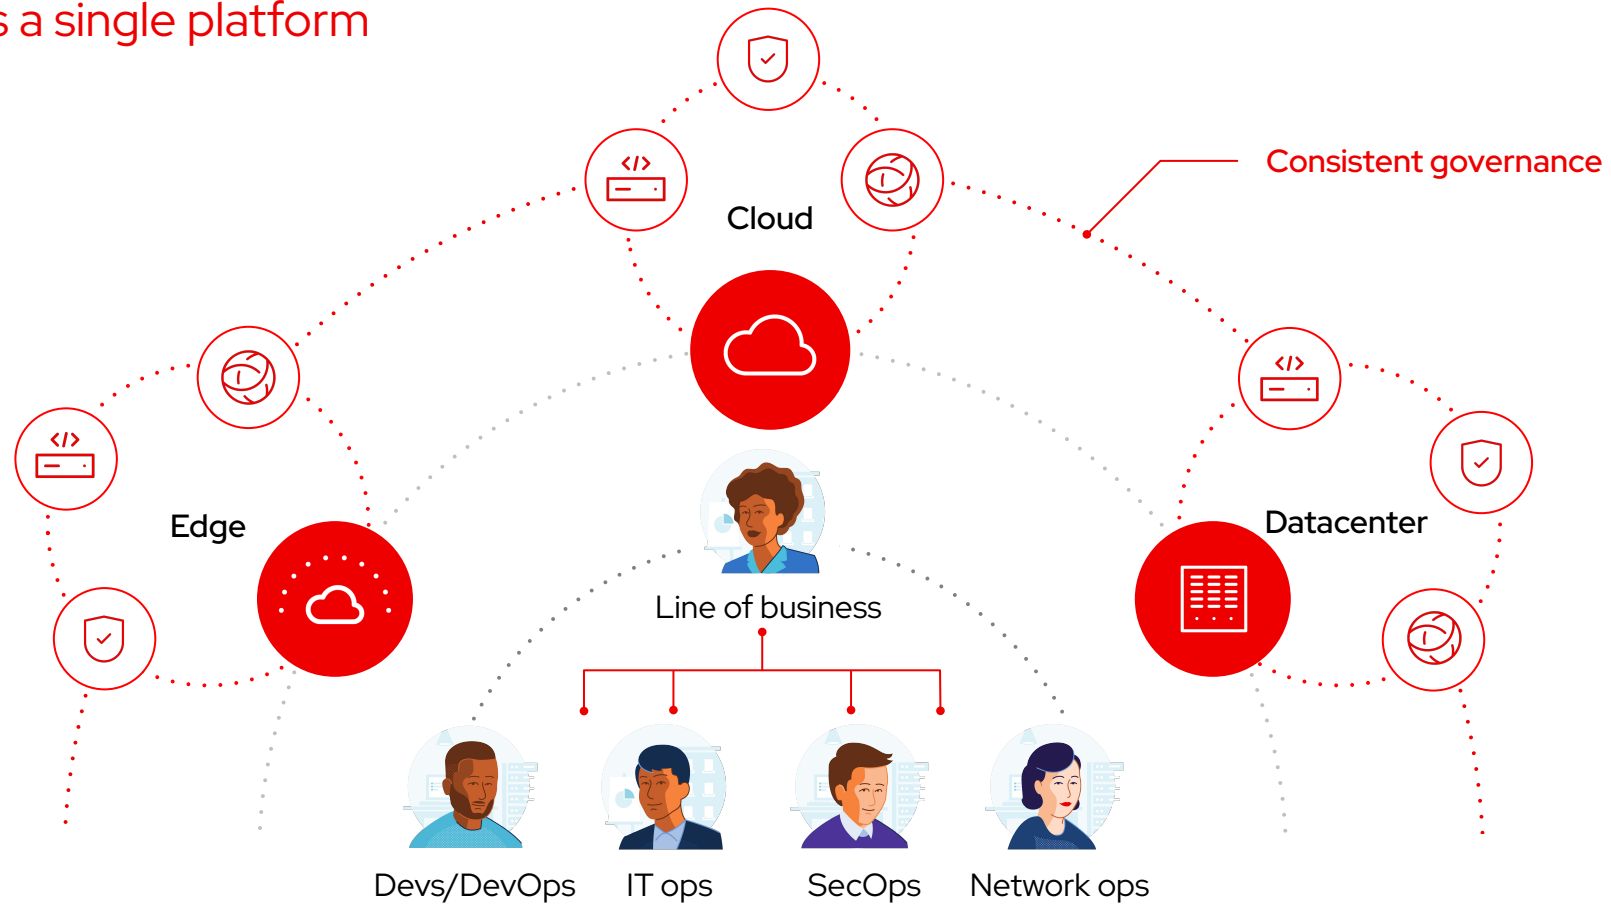 s a single platform
Consistent governance
Cloud
Edge
Datacenter
Line of business
Devs/DevOps
IT ops
SecOps
Network ops